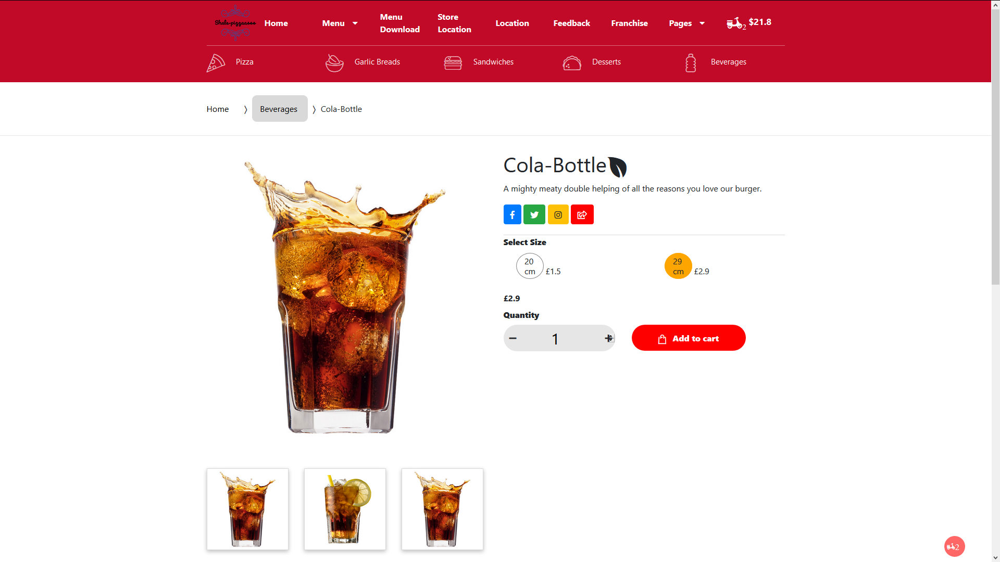 Shala-pizzaasss
Home
Menu
Menu Download
Store Location
Location
Feedback
Franchise
Pages
2 $21.8
Pizza
Garlic Breads
Sandwiches
Desserts
Beverages
Home 〉 Beverages 〉 Cola-Bottle
Cola-Bottle
A mighty meaty double helping of all the reasons you love our burger.
Select Size
20 cm £1.5
29 cm £2.9
£2.9
Quantity
1
Add to cart
2